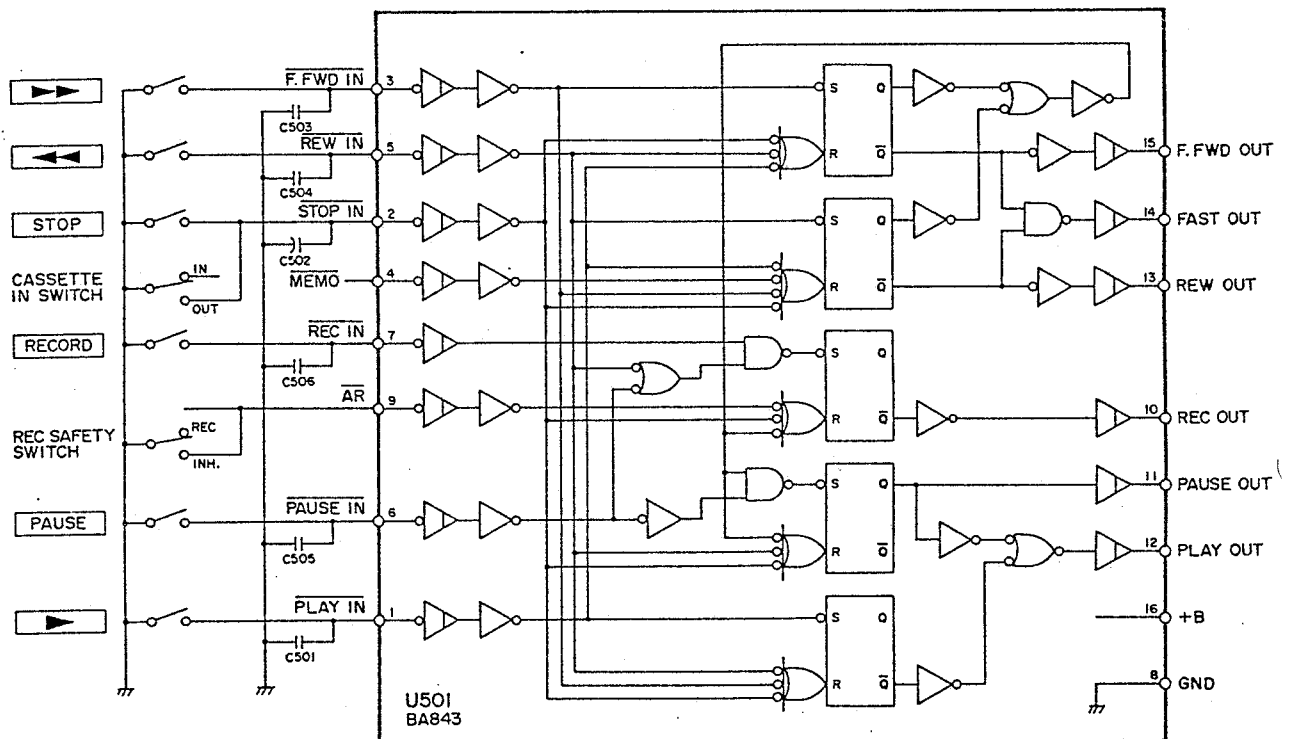 F. FWD IN
3
C503
REW IN
5
C504
STOP
STOP IN
2
C502
CASSETTE
IN SWITCH
IN
OUT
MEMO
4
RECORD
REC IN
7
C506
AR
9
REC SAFETY
SWITCH
REC
INH.
PAUSE
PAUSE IN
6
C505
PLAY IN
1
C501
U501
BA843
S Q
R Q
S Q
R Q
S Q
R Q
S Q
R Q
S Q
R Q
15 F. FWD OUT
14 FAST OUT
13 REW OUT
10 REC OUT
11 PAUSE OUT
12 PLAY OUT
16 +B
8 GND